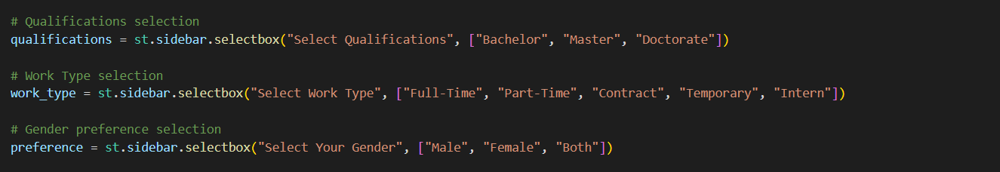 # Qualifications selection
qualifications = st.sidebar.selectbox("Select Qualifications", ["Bachelor", "Master", "Doctorate"])
# Work Type selection
work_type = st.sidebar.selectbox("Select Work Type", ["Full-Time", "Part-Time", "Contract", "Temporary", "Intern"])
# Gender preference selection
preference = st.sidebar.selectbox("Select Your Gender", ["Male", "Female", "Both"])